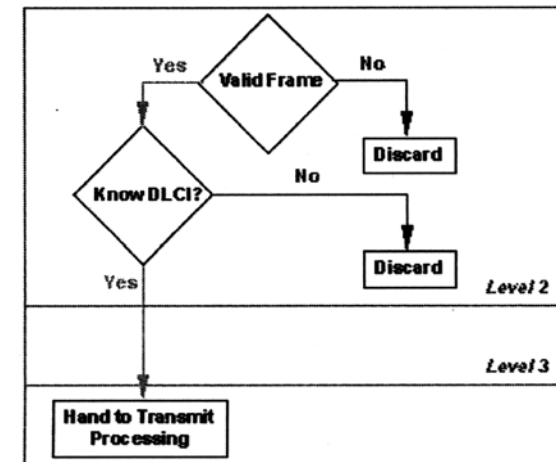 Valid Frame
Yes
No
Discard
Know DLCI?
No
Discard
Yes
Level 2
Level 3
Hand to Transmit
Processing